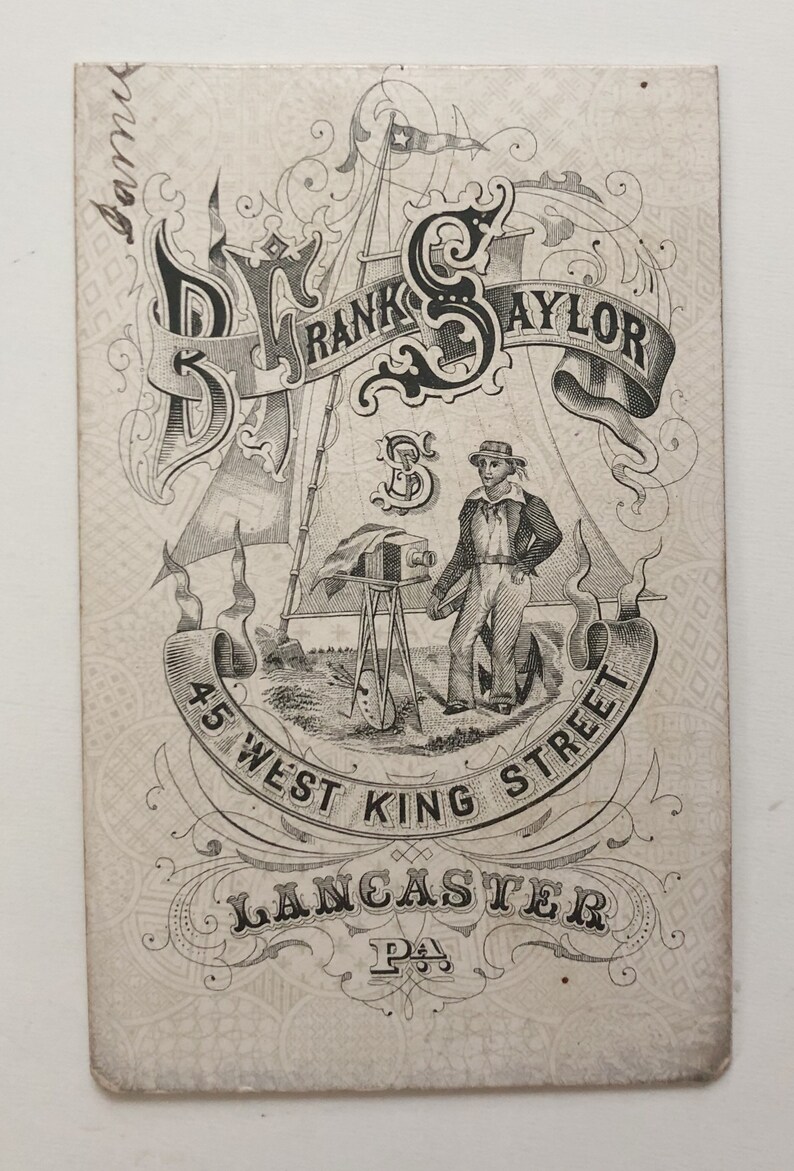 B Frank Saylor
S
45 West King Street
Lancaster
Pa.